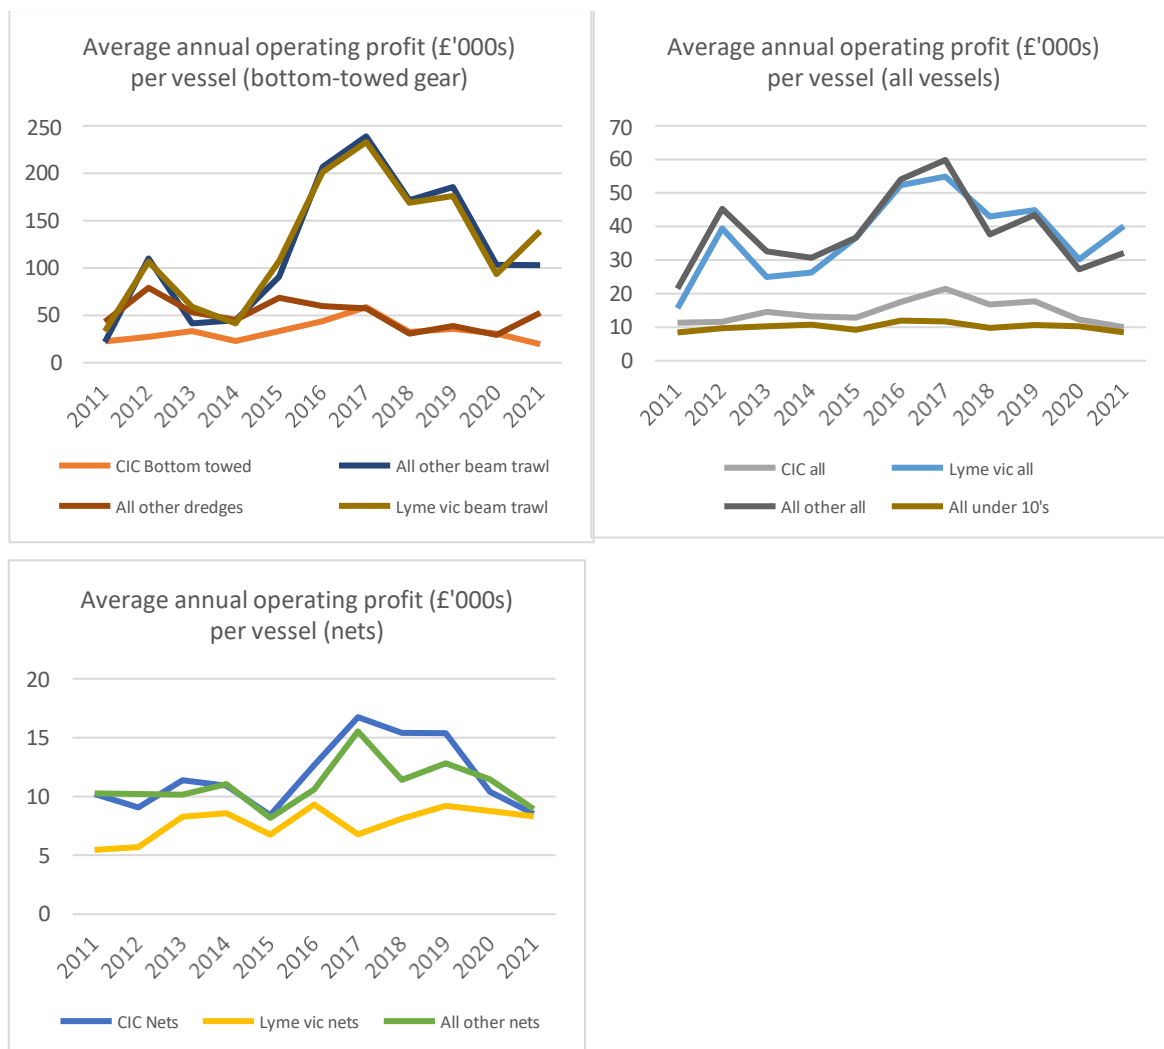 Average annual operating profit (£'000s)
per vessel (bottom-towed gear)
250
200
150
100
50
0
2011 2012 2013 2014 2015 2016 2017 2018 2019 2020 2021
CIC Bottom towed All other beam trawl
All other dredges Lyme vic beam trawl
Average annual operating profit (£'000s)
per vessel (all vessels)
70
60
50
40
30
20
10
0
2011 2012 2013 2014 2015 2016 2017 2018 2019 2020 2021
CIC all Lyme vic all
All other all All under 10's
Average annual operating profit (£'000s)
per vessel (nets)
20
15
10
5
0
2011 2012 2013 2014 2015 2016 2017 2018 2019 2020 2021
CIC Nets Lyme vic nets All other nets